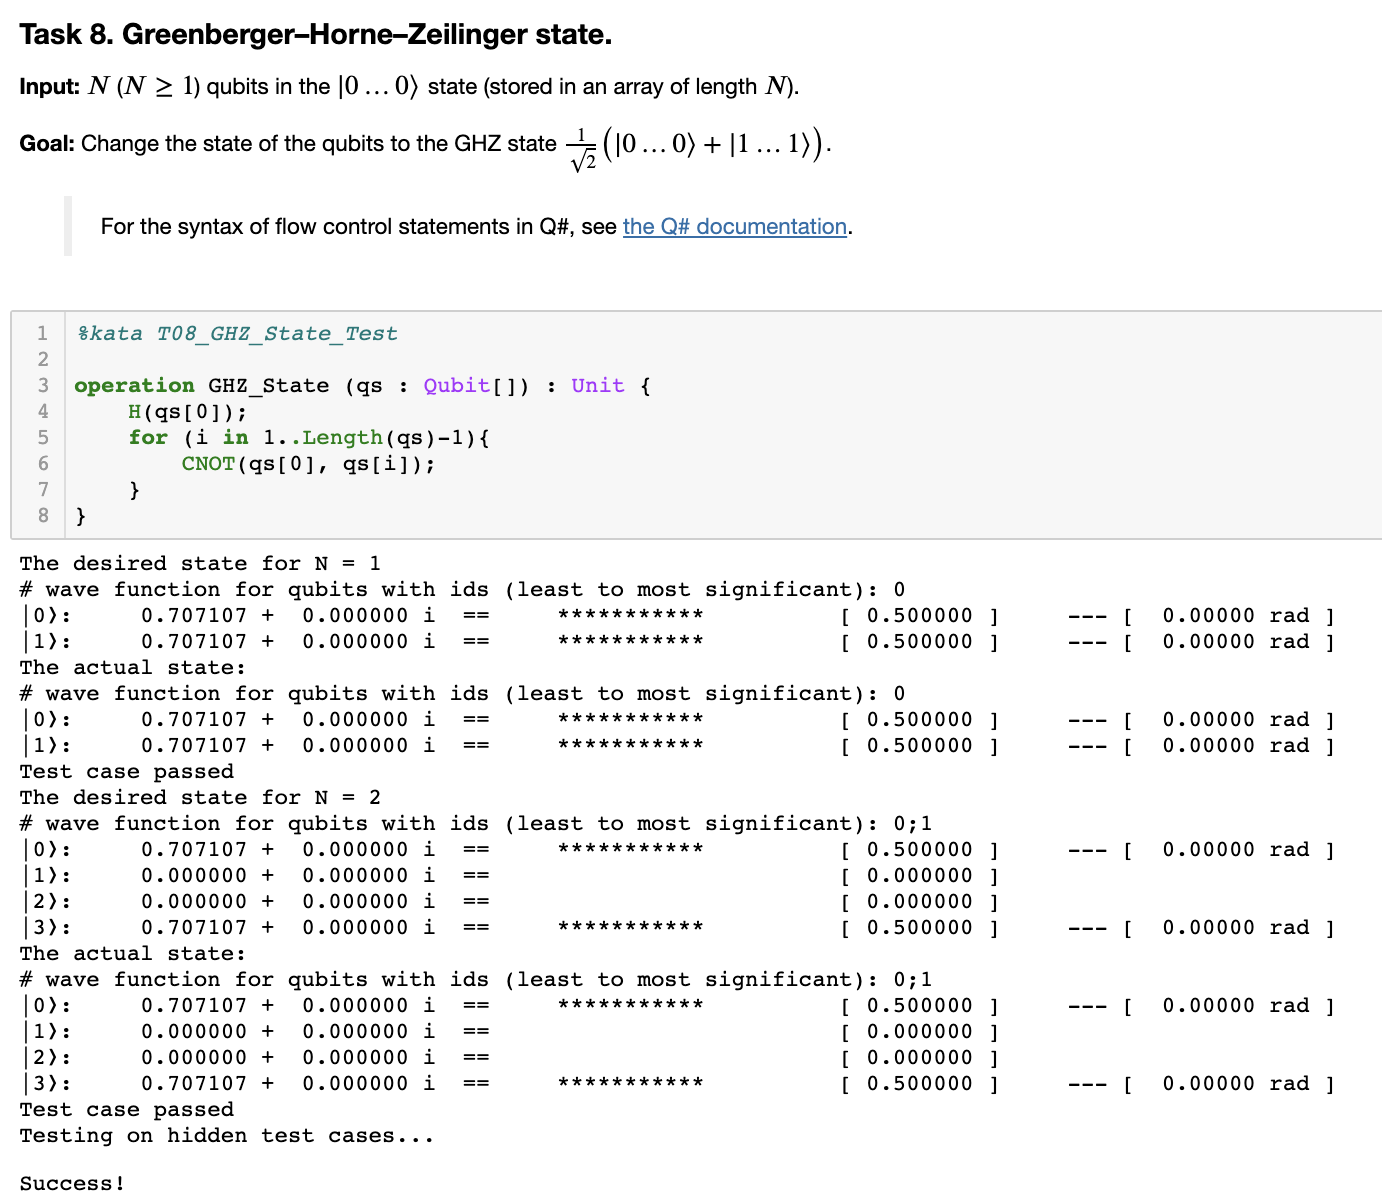 Task 8. Greenberger–Horne–Zeilinger state.
Input: N (N ≥ 1) qubits in the |0 … 0⟩ state (stored in an array of length N).
Goal: Change the state of the qubits to the GHZ state 1/√2 (|0 … 0⟩ + |1 … 1⟩).
For the syntax of flow control statements in Q#, see the Q# documentation.
1 %kata T08_GHZ_State_Test
2
3 operation GHZ_State (qs : Qubit[]) : Unit {
4     H(qs[0]);
5     for (i in 1..Length(qs)-1){
6         CNOT(qs[0], qs[i]);
7     }
8 }
The desired state for N = 1
# wave function for qubits with ids (least to most significant): 0
|0⟩:     0.707107 +  0.000000 i  ==     ***********          [ 0.500000 ]     --- [  0.00000 rad ]
|1⟩:     0.707107 +  0.000000 i  ==     ***********          [ 0.500000 ]     --- [  0.00000 rad ]
The actual state:
# wave function for qubits with ids (least to most significant): 0
|0⟩:     0.707107 +  0.000000 i  ==     ***********          [ 0.500000 ]     --- [  0.00000 rad ]
|1⟩:     0.707107 +  0.000000 i  ==     ***********          [ 0.500000 ]     --- [  0.00000 rad ]
Test case passed
The desired state for N = 2
# wave function for qubits with ids (least to most significant): 0;1
|0⟩:     0.707107 +  0.000000 i  ==     ***********          [ 0.500000 ]     --- [  0.00000 rad ]
|1⟩:     0.000000 +  0.000000 i  ==                          [ 0.000000 ]
|2⟩:     0.000000 +  0.000000 i  ==                          [ 0.000000 ]
|3⟩:     0.707107 +  0.000000 i  ==     ***********          [ 0.500000 ]     --- [  0.00000 rad ]
The actual state:
# wave function for qubits with ids (least to most significant): 0;1
|0⟩:     0.707107 +  0.000000 i  ==     ***********          [ 0.500000 ]     --- [  0.00000 rad ]
|1⟩:     0.000000 +  0.000000 i  ==                          [ 0.000000 ]
|2⟩:     0.000000 +  0.000000 i  ==                          [ 0.000000 ]
|3⟩:     0.707107 +  0.000000 i  ==     ***********          [ 0.500000 ]     --- [  0.00000 rad ]
Test case passed
Testing on hidden test cases...
Success!